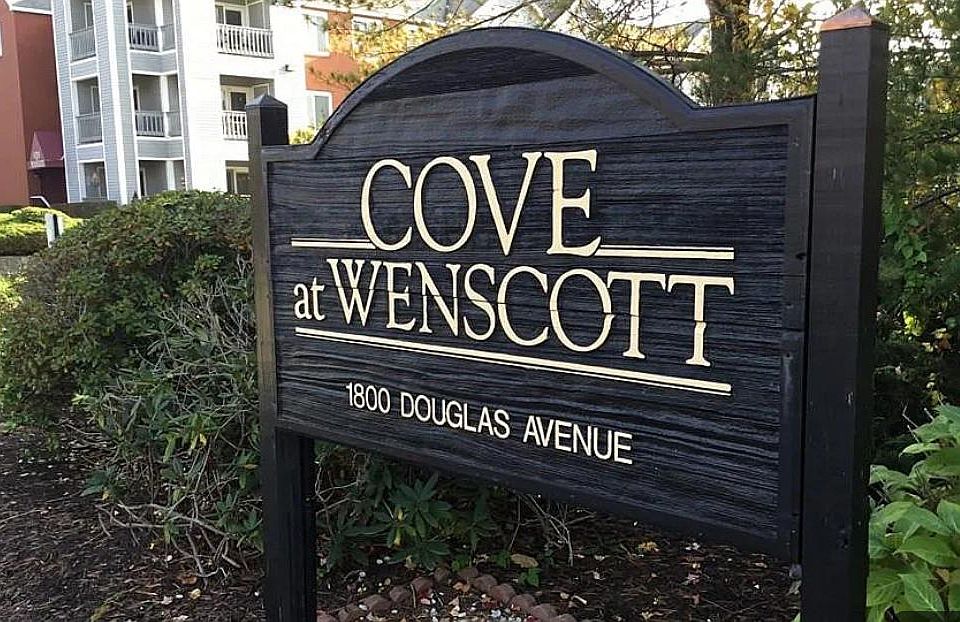 COVE
at WENSCOTT
1800 DOUGLAS AVENUE